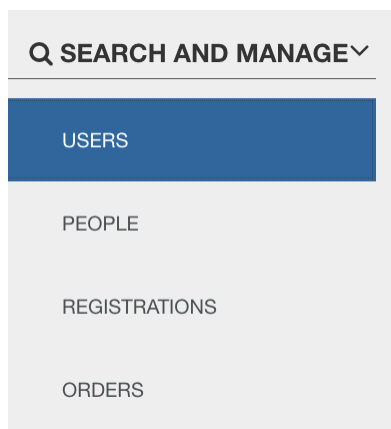 SEARCH AND MANAGE
USERS
PEOPLE
REGISTRATIONS
ORDERS